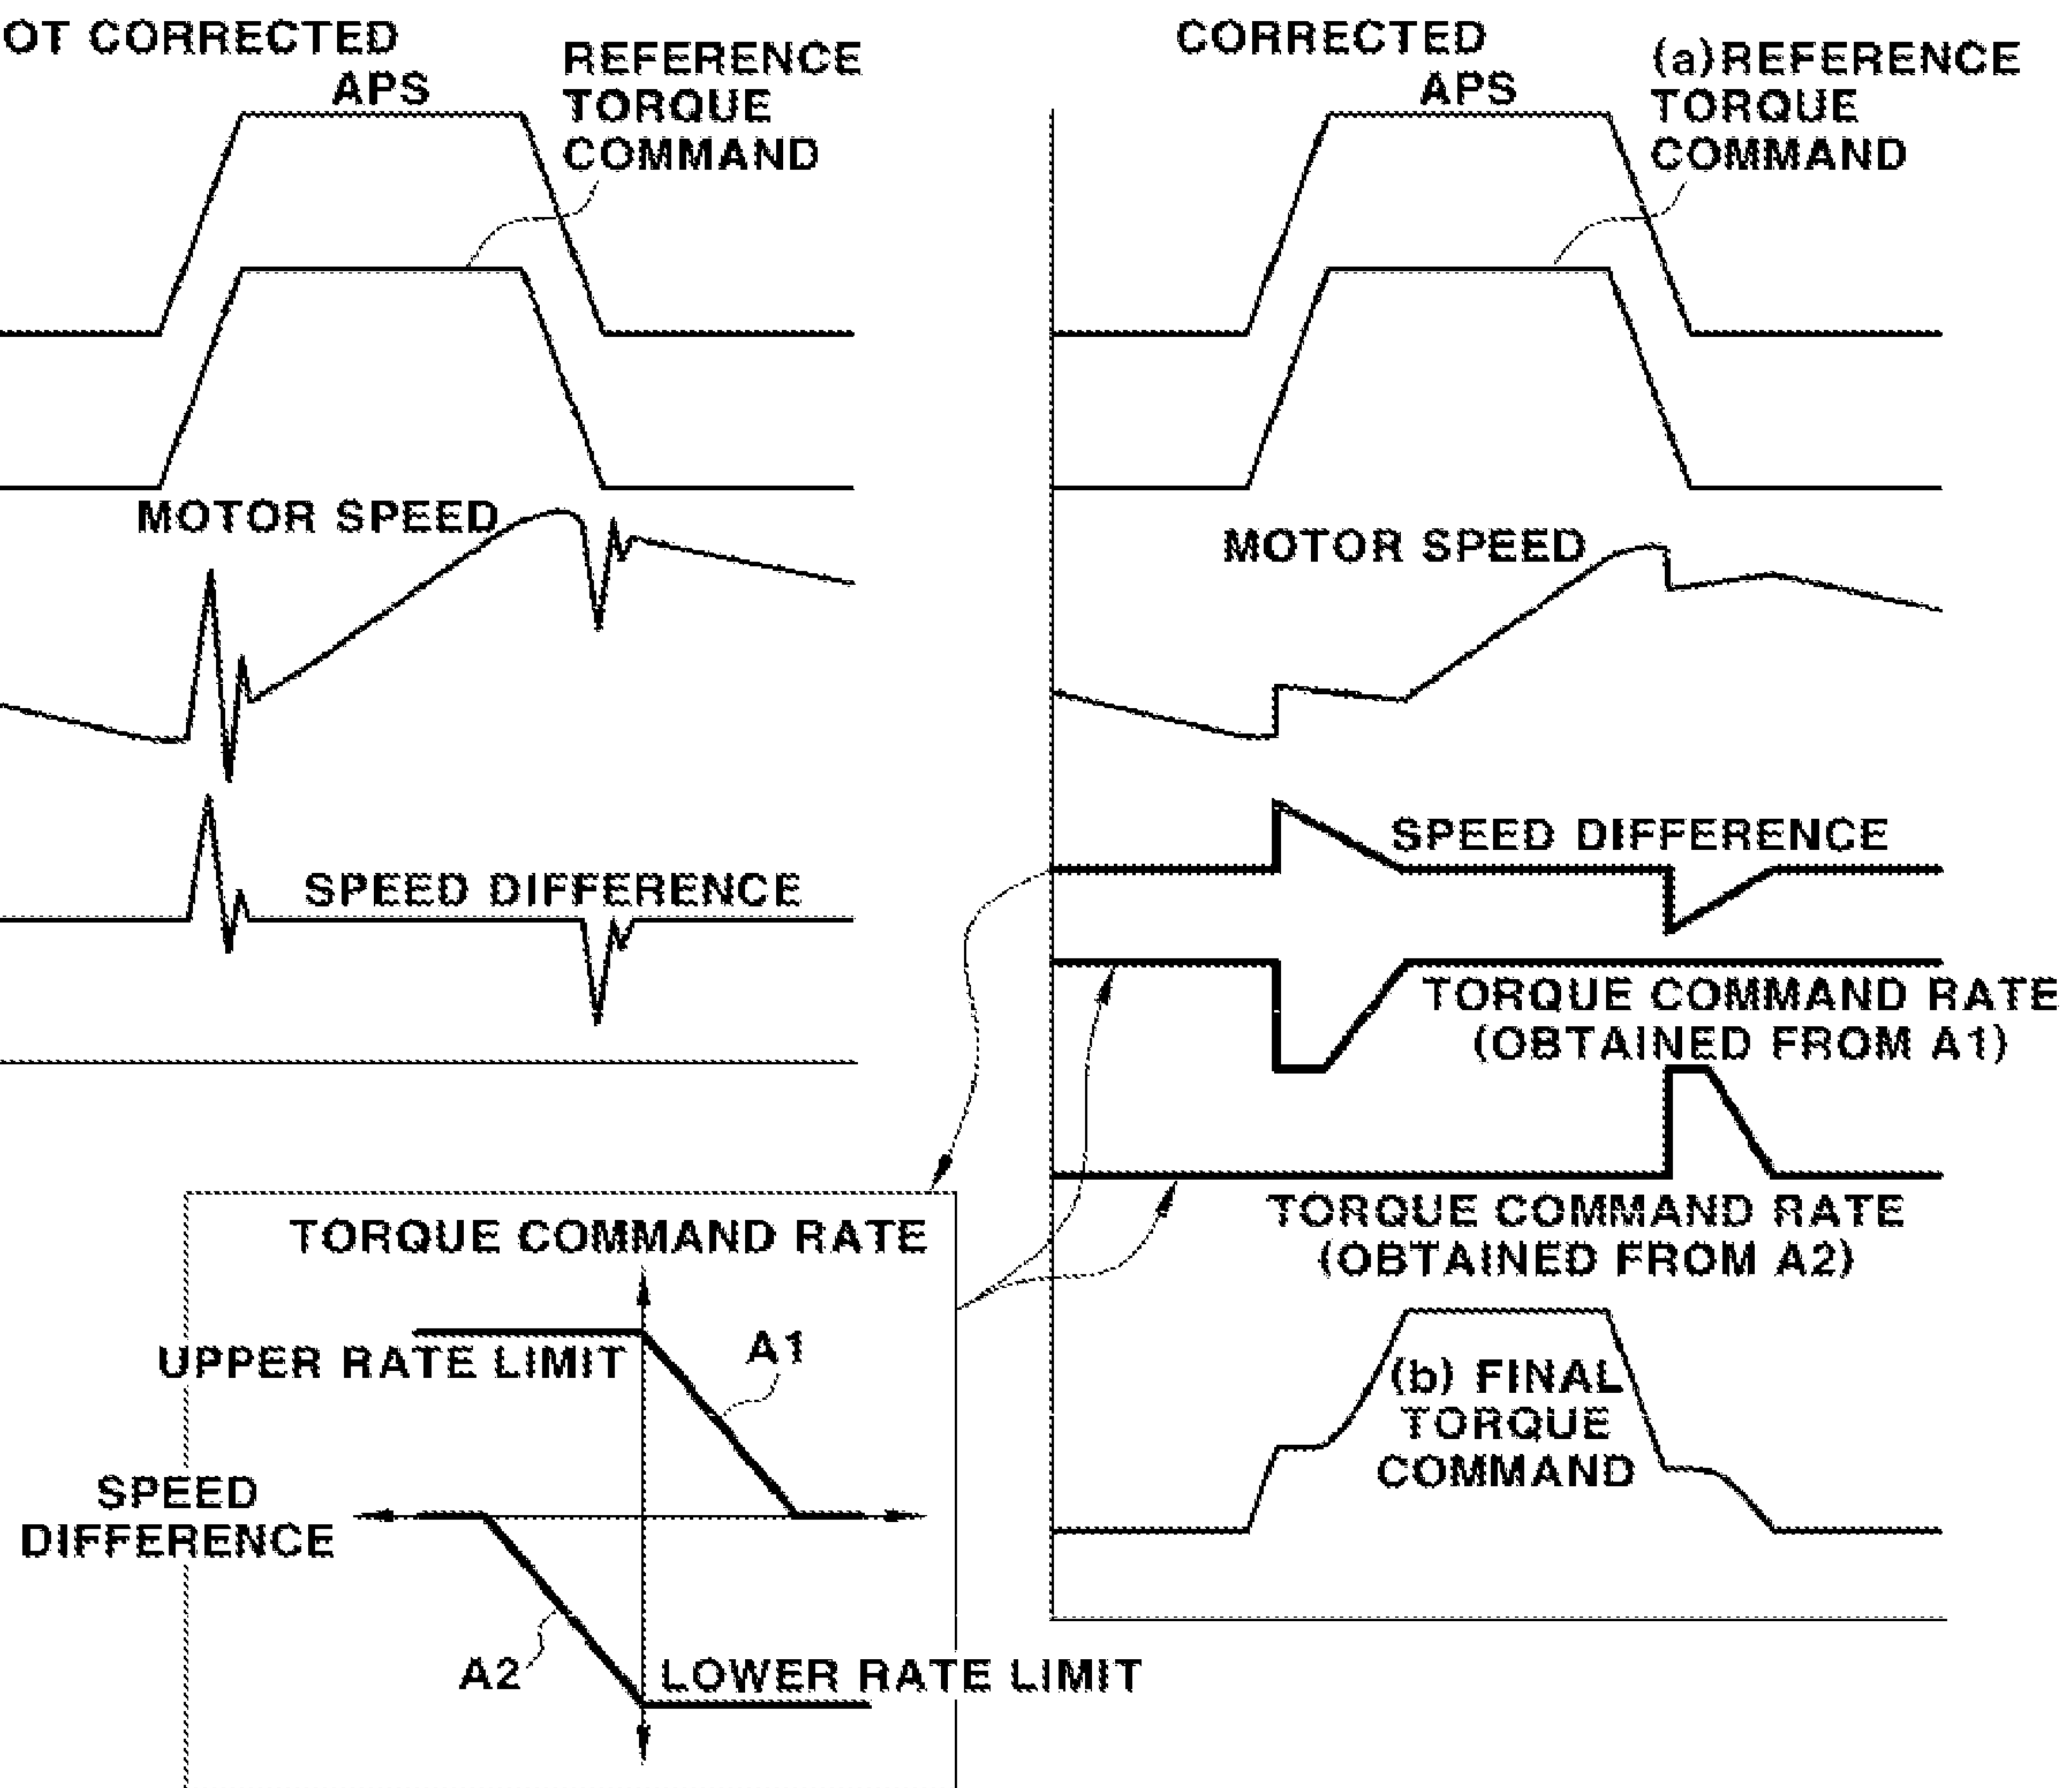 OT CORRECTED
APS
REFERENCE
TORQUE
COMMAND
MOTOR SPEED
SPEED DIFFERENCE
CORRECTED
APS
(a)REFERENCE
TORQUE
COMMAND
MOTOR SPEED
SPEED DIFFERENCE
TORQUE COMMAND RATE
(OBTAINED FROM A1)
TORQUE COMMAND RATE
(OBTAINED FROM A2)
(b) FINAL
TORQUE
COMMAND
TORQUE COMMAND RATE
UPPER RATE LIMIT
A1
SPEED
DIFFERENCE
A2
LOWER RATE LIMIT